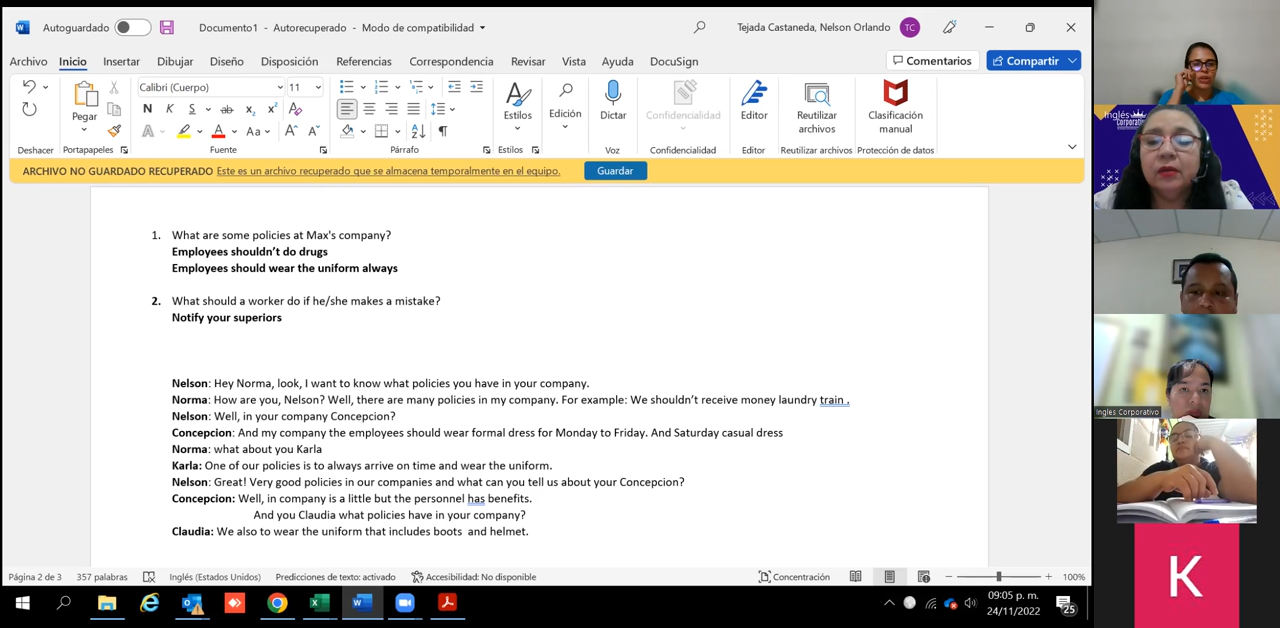 Autoguardado
Documento1 - Autorecuperado - Modo de compatibilidad
Tejada Castaneda, Nelson Orlando
TC
Archivo Inicio Insertar Dibujar Diseño Disposición Referencias Correspondencia Revisar Vista Ayuda DocuSign
Comentarios
Compartir
Pegar
Calibri (Cuerpo)
11
N K S ab x₂ x²
A A Aa A A
Estilos
Edición
Dictar
Confidencialidad
Editor
Reutilizar archivos
Clasificación manual
Deshacer Portapapeles Fuente Párrafo Estilos Voz Confidencialidad Editor Reutilizar archivos Protección de datos
ARCHIVO NO GUARDADO RECUPERADO Este es un archivo recuperado que se almacena temporalmente en el equipo.
Guardar
1. What are some policies at Max's company?
Employees shouldn't do drugs
Employees should wear the uniform always
2. What should a worker do if he/she makes a mistake?
Notify your superiors
Nelson: Hey Norma, look, I want to know what policies you have in your company.
Norma: How are you, Nelson? Well, there are many policies in my company. For example: We shouldn't receive money laundry train .
Nelson: Well, in your company Concepcion?
Concepcion: And my company the employees should wear formal dress for Monday to Friday. And Saturday casual dress
Norma: what about you Karla
Karla: One of our policies is to always arrive on time and wear the uniform.
Nelson: Great! Very good policies in our companies and what can you tell us about your Concepcion?
Concepcion: Well, in company is a little but the personnel has benefits.
And you Claudia what policies have in your company?
Claudia: We also to wear the uniform that includes boots and helmet.
Página 2 de 3 357 palabras Inglés (Estados Unidos) Predicciones de texto: activado Accesibilidad: No disponible Concentración 100%
09:05 p. m.
24/11/2022
25
Inglés
Corporativo
Ingles Corporativo
K